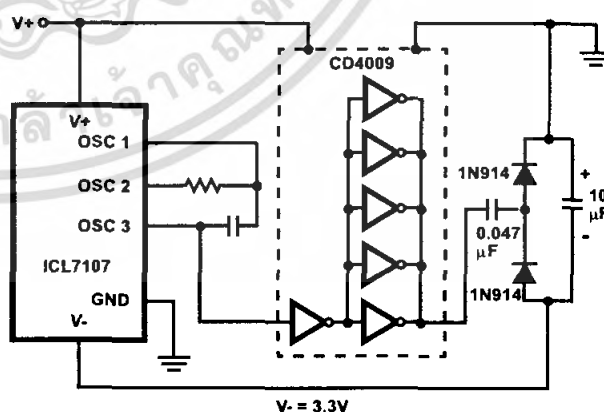 V+
CD4009
V+
OSC 1
OSC 2
OSC 3
ICL7107
GND
V-
1N914
0.047
µF
1N914
+
10
µF
-
V- = 3.3V